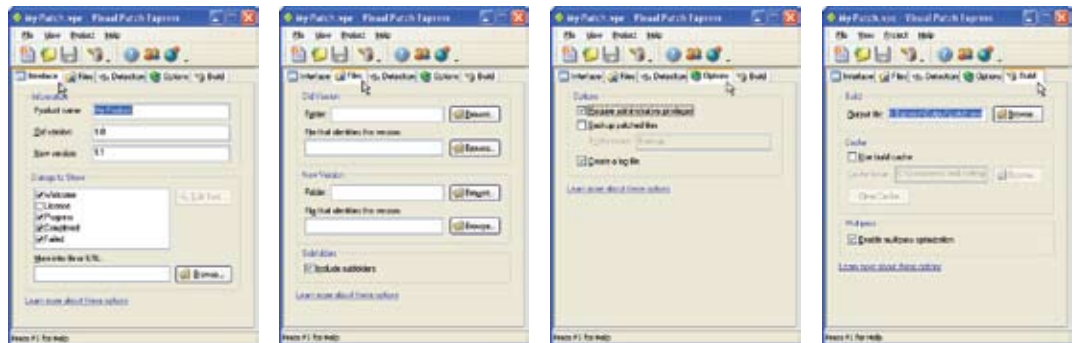 My Patch.vpe - Visual Patch Express
File View Project Help
Interface Files Detection Options Build
Information
Product name:
Old version: 1.0
New version: 1.1
Dialogs to Show
Welcome
License
Progress
Completed
Failed
Browse...
Learn more about these options
Press F1 for Help
My Patch.vpe - Visual Patch Express
File View Project Help
Interface Files Detection Options Build
Old Version
Folder: Browse...
File that identifies this version:
Browse...
New Version
Folder: Browse...
File that identifies this version:
Browse...
Subfolders
Include subfolders
Learn more about these options
Press F1 for Help
My Patch.vpe - Visual Patch Express
File View Project Help
Interface Files Detection Options Build
Options
Require administrative privileges
Backup patched files
Create a log file
Learn more about these options
Press F1 for Help
My Patch.vpe - Visual Patch Express
File View Project Help
Interface Files Detection Options Build
Build
Output file: Browse...
Cache
Use build cache
Browse...
Clear Cache...
Multipass
Enable multipass optimization
Learn more about these options
Press F1 for Help